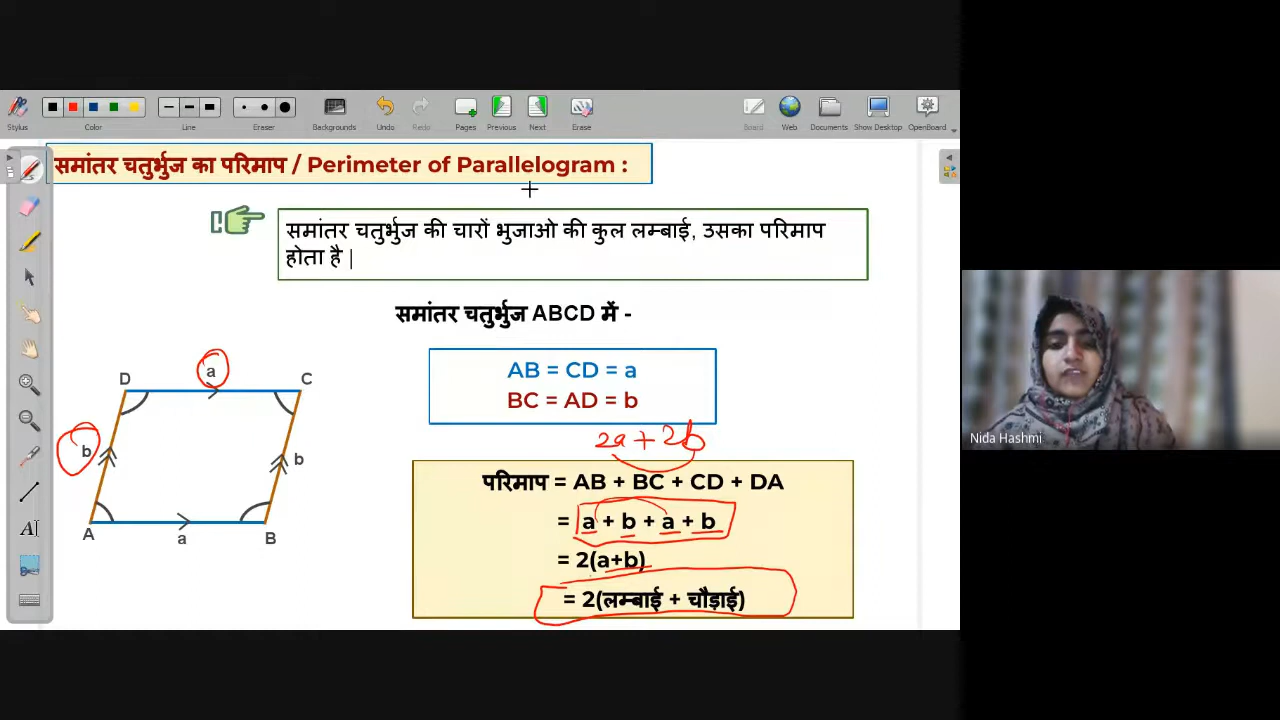 Stylus Color Line Eraser Backgrounds Undo Redo Pages Previous Next Erase Board Web Documents Show Desktop OpenBoard
समांतर चतुर्भुज का परिमाप / Perimeter of Parallelogram :
समांतर चतुर्भुज की चारों भुजाओ की कुल लम्बाई, उसका परिमाप
होता है |
समांतर चतुर्भुज ABCD में -
AB = CD = a
BC = AD = b
D a C
b b
A a B
2a + 2b
परिमाप = AB + BC + CD + DA
= a + b + a + b
= 2(a+b)
= 2(लम्बाई + चौड़ाई)
A
Nida Hashmi